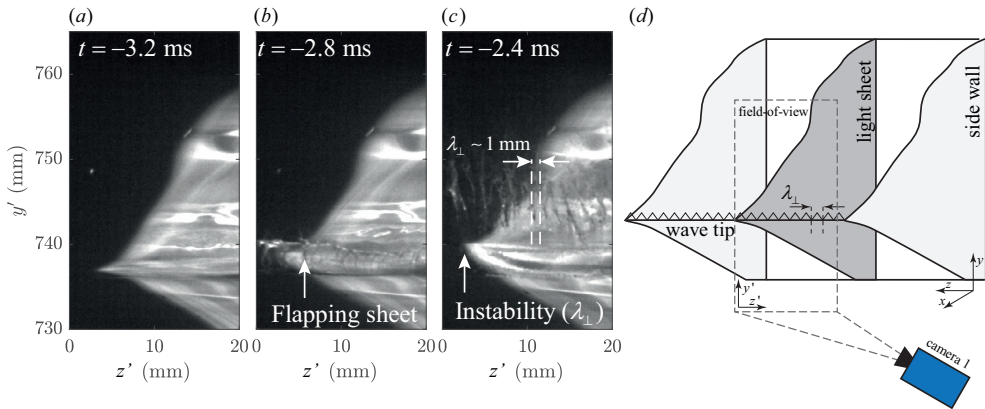 (a)
(b)
(c)
(d)
t = –3.2 ms
t = –2.8 ms
t = –2.4 ms
760
750
740
730
y' (mm)
0
10
20
z' (mm)
Flapping sheet
0
10
20
z' (mm)
λ⊥ ~ 1 mm
Instability (λ⊥)
0
10
20
z' (mm)
field-of-view
light sheet
side wall
λ⊥
wave tip
y'
z'
y
z
x
camera 1